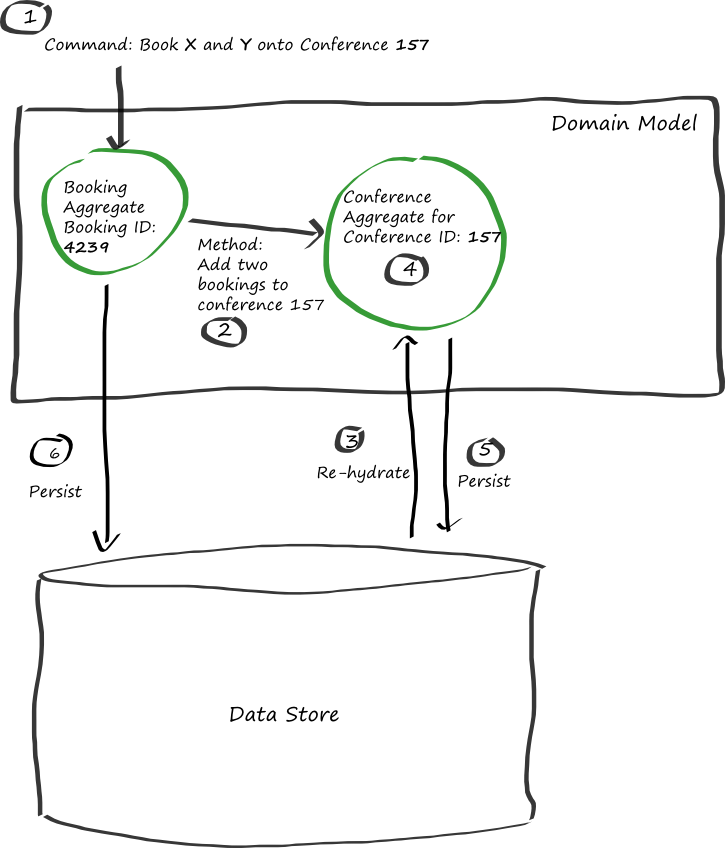 1
Command: Book X and Y onto Conference 157
Domain Model
Booking
Aggregate
Booking ID:
4239
Method:
Add two
bookings to
conference 157
2
Conference
Aggregate for
Conference ID: 157
4
6
Persist
3
Re-hydrate
5
Persist
Data Store